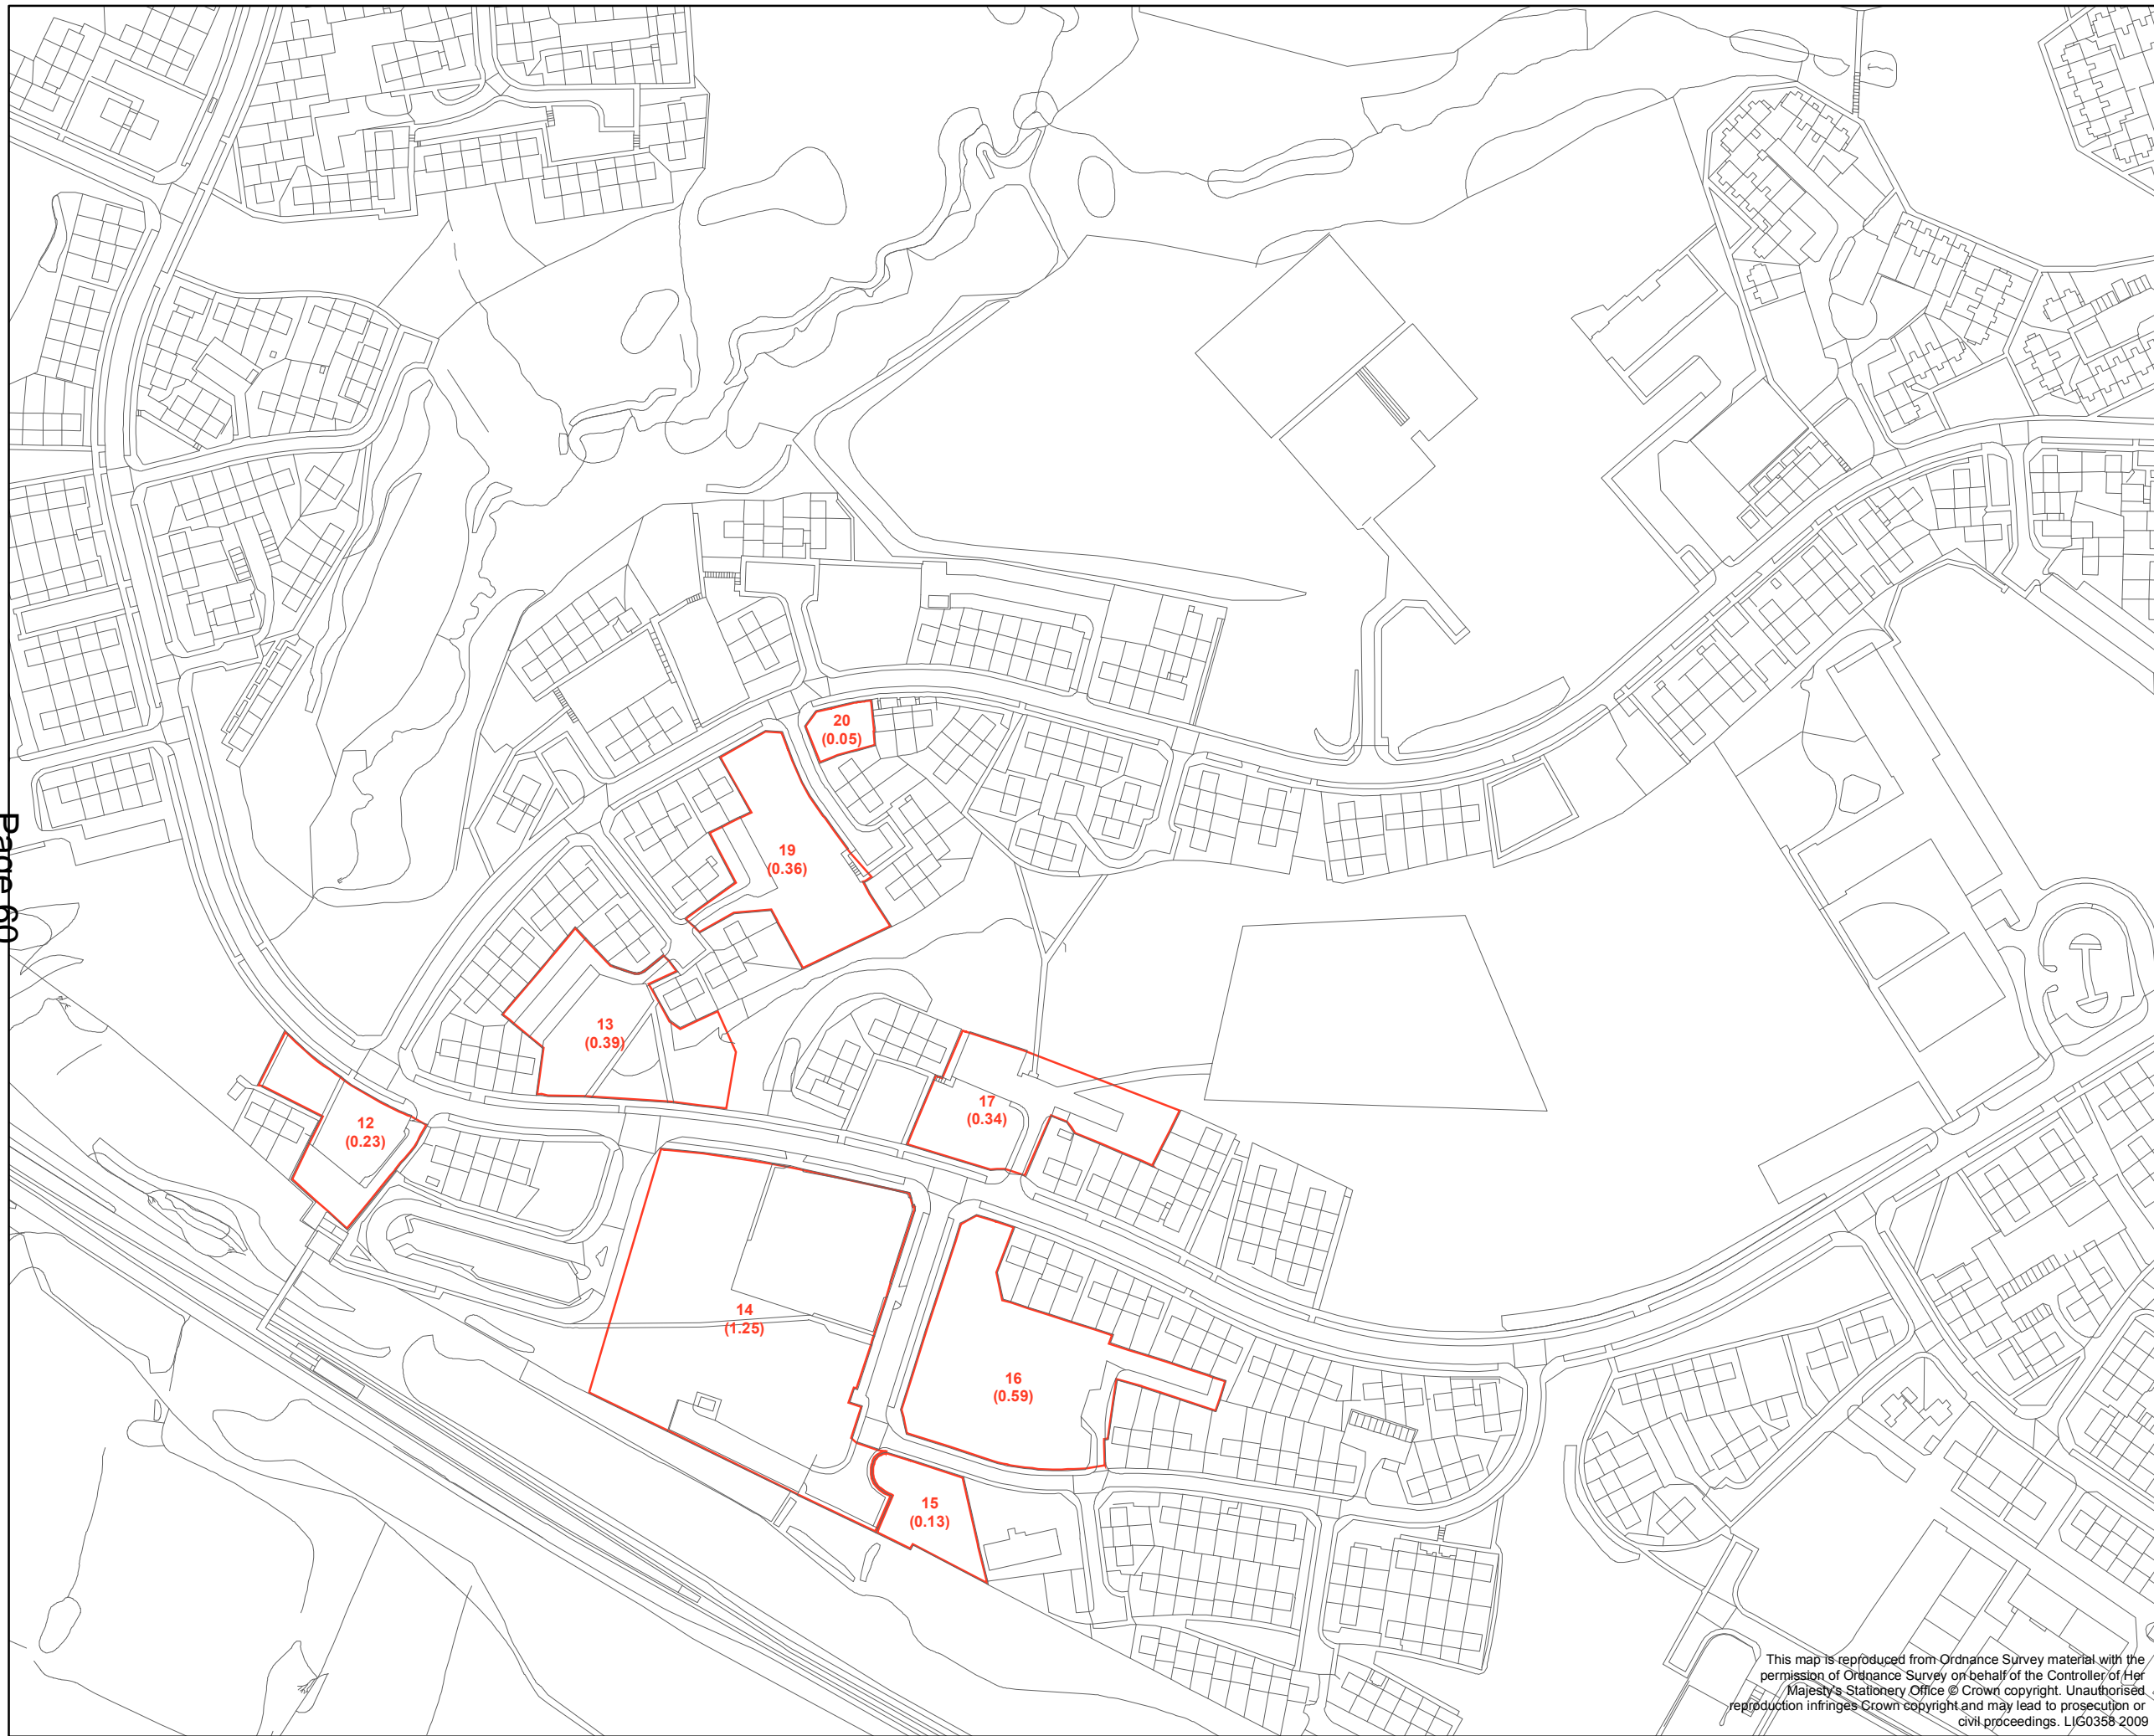 20
(0.05)
19
(0.36)
13
(0.39)
12
(0.23)
17
(0.34)
14
(1.25)
16
(0.59)
15
(0.13)
Page 60
This map is reproduced from Ordnance Survey material with the
permission of Ordnance Survey on behalf of the Controller of Her
Majesty's Stationery Office © Crown copyright. Unauthorised
reproduction infringes Crown copyright and may lead to prosecution or
civil proceedings. LIG0358 2009